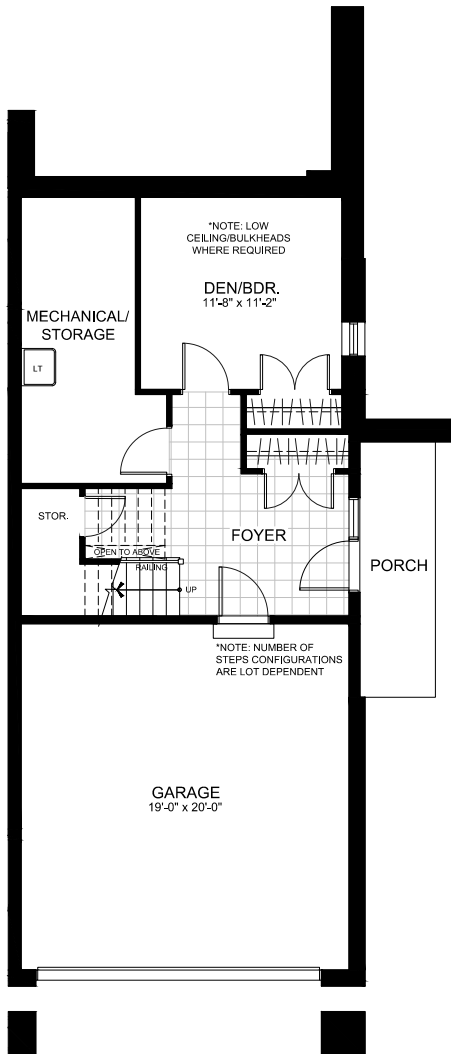 *NOTE: LOW
CEILING/BULKHEADS
WHERE REQUIRED
DEN/BDR.
11'-8" x 11'-2"
MECHANICAL/
STORAGE
LT
STOR.
OPEN TO ABOVE
RAILING
UP
FOYER
PORCH
*NOTE: NUMBER OF
STEPS CONFIGURATIONS
ARE LOT DEPENDENT
GARAGE
19'-0" x 20'-0"